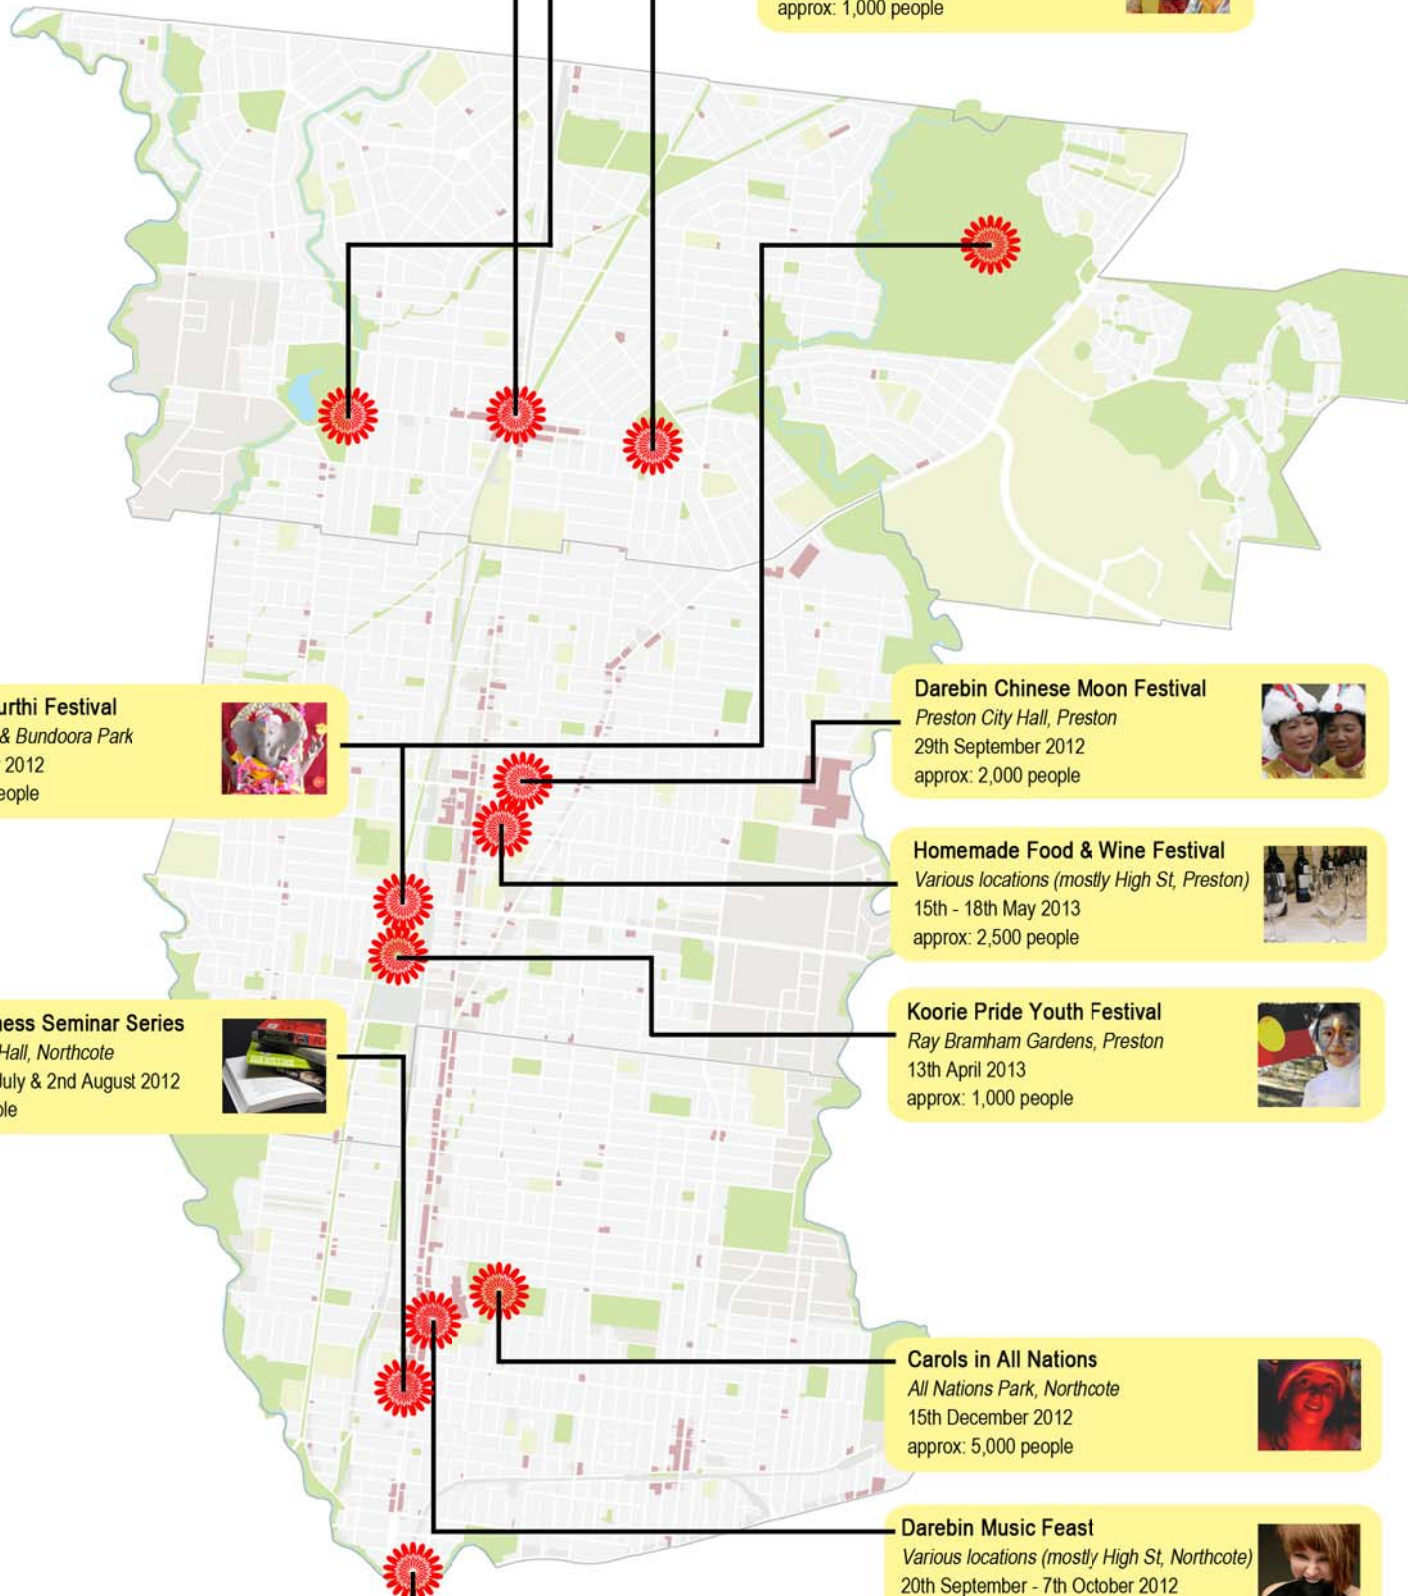 approx: 1,000 people
urthi Festival
& Bundoora Park
2012
eople
Darebin Chinese Moon Festival
Preston City Hall, Preston
29th September 2012
approx: 2,000 people
Homemade Food & Wine Festival
Various locations (mostly High St, Preston)
15th - 18th May 2013
approx: 2,500 people
Koorie Pride Youth Festival
Ray Bramham Gardens, Preston
13th April 2013
approx: 1,000 people
ness Seminar Series
Hall, Northcote
July & 2nd August 2012
ple
Carols in All Nations
All Nations Park, Northcote
15th December 2012
approx: 5,000 people
Darebin Music Feast
Various locations (mostly High St, Northcote)
20th September - 7th October 2012